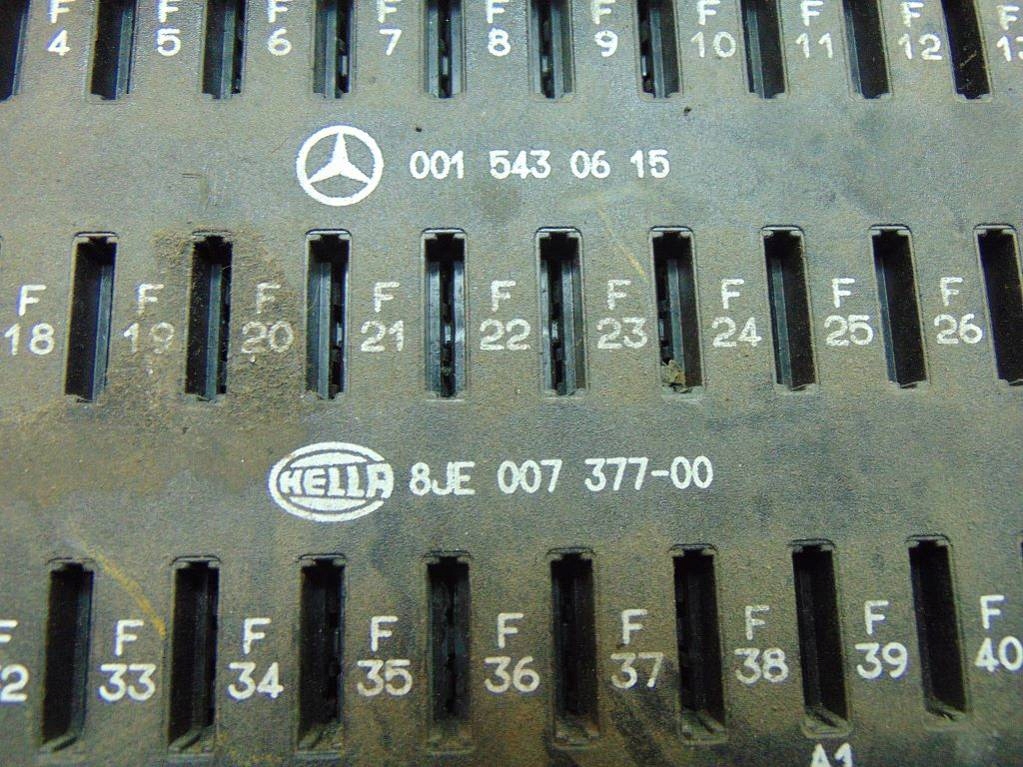 F F F F F F F F F F
4 5 6 7 8 9 10 11 12 13
001 543 06 15
F F F F F F F F F
18 19 20 21 22 23 24 25 26
HELLA 8JE 007 377-00
F F F F F F F F F
33 34 35 36 37 38 39 40
A1